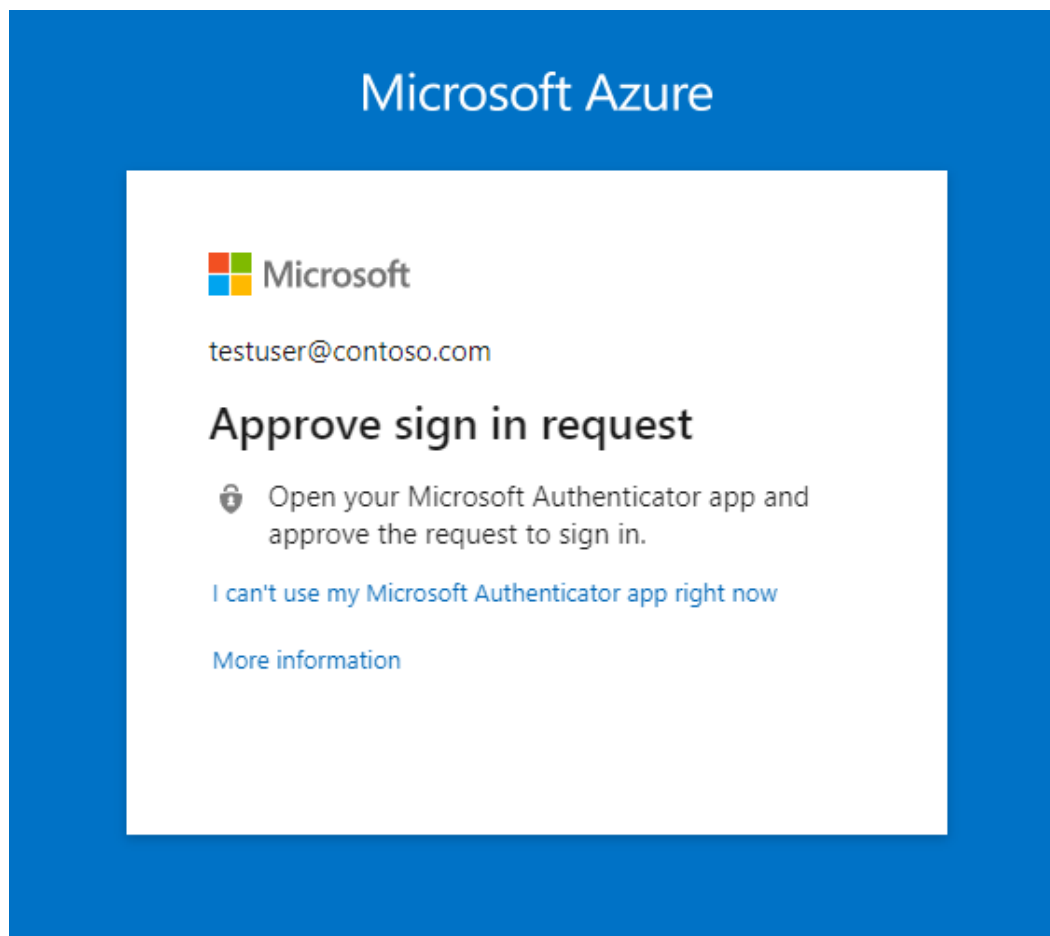 Microsoft Azure
Microsoft
testuser@contoso.com
Approve sign in request
Open your Microsoft Authenticator app and
approve the request to sign in.
I can't use my Microsoft Authenticator app right now
More information